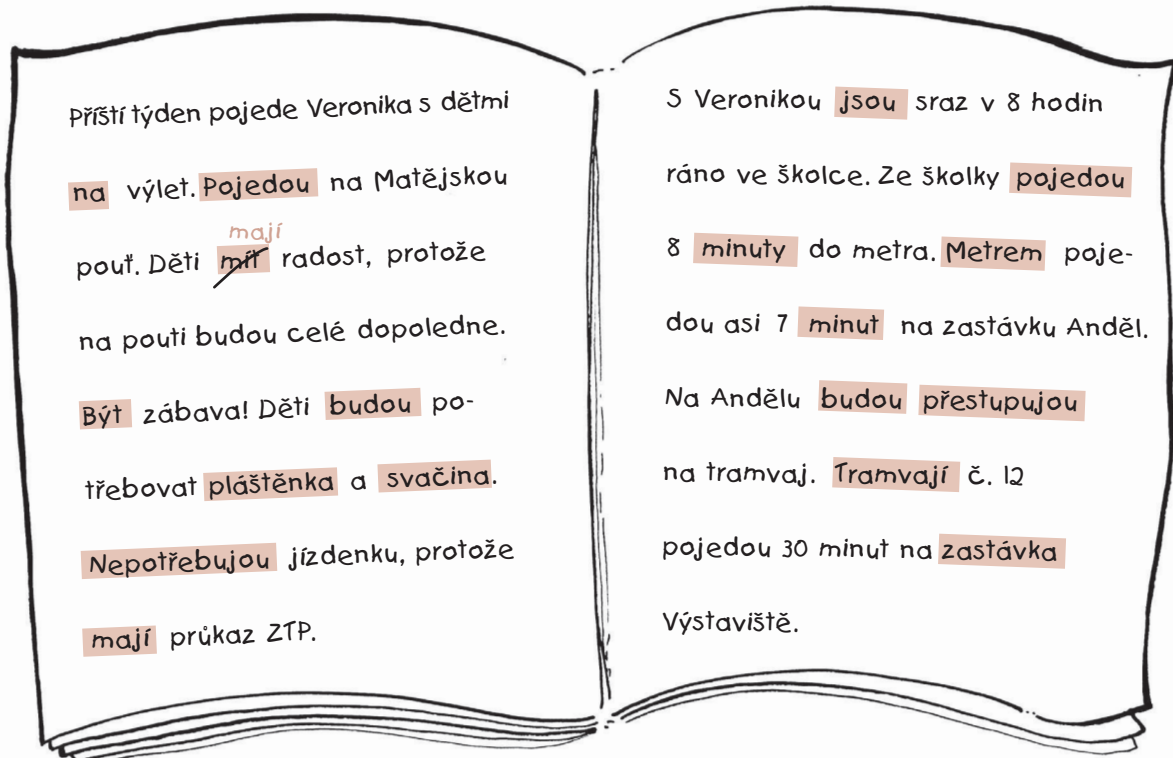 Příští týden pojede Veronika s dětmi
na výlet. Pojedou na Matějskou
mají
pouť. Děti mít radost, protože
na pouti budou celé dopoledne.
Být zábava! Děti budou po-
třebovat pláštěnka a svačina.
Nepotřebujou jízdenku, protože
mají průkaz ZTP.
S Veronikou jsou sraz v 8 hodin
ráno ve školce. Ze školky pojedou
8 minuty do metra. Metrem poje-
dou asi 7 minut na zastávku Anděl.
Na Andělu budou přestupujou
na tramvaj. Tramvají č. 12
pojedou 30 minut na zastávka
Výstaviště.